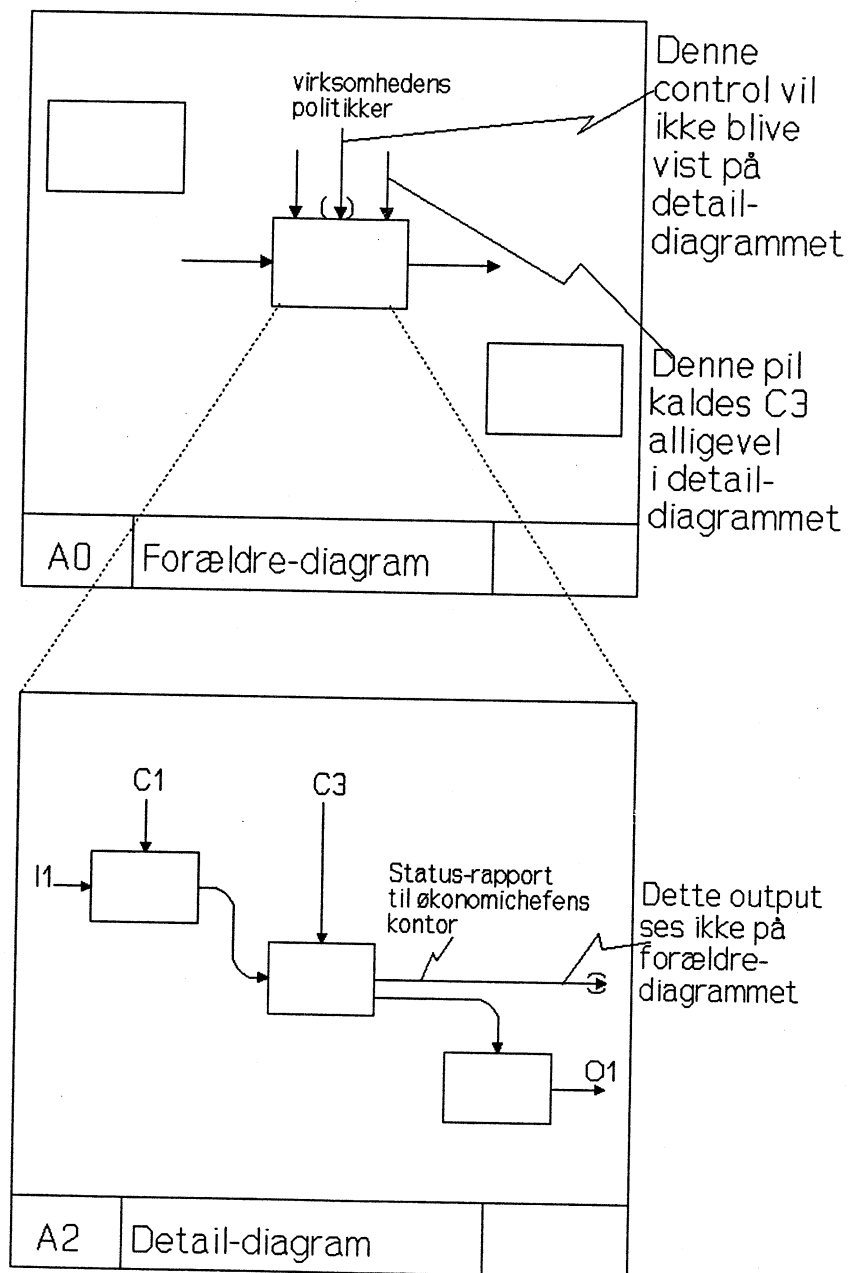 virksomhedens
politikker
Denne
control vil
ikke blive
vist på
detail-
diagrammet
Denne pil
kaldes C3
alligevel
i detail-
diagrammet
A0
Forældre-diagram
C1
C3
I1
Status-rapport
til økonomichefens
kontor
Dette output
ses ikke på
forældre-
diagrammet
O1
A2
Detail-diagram